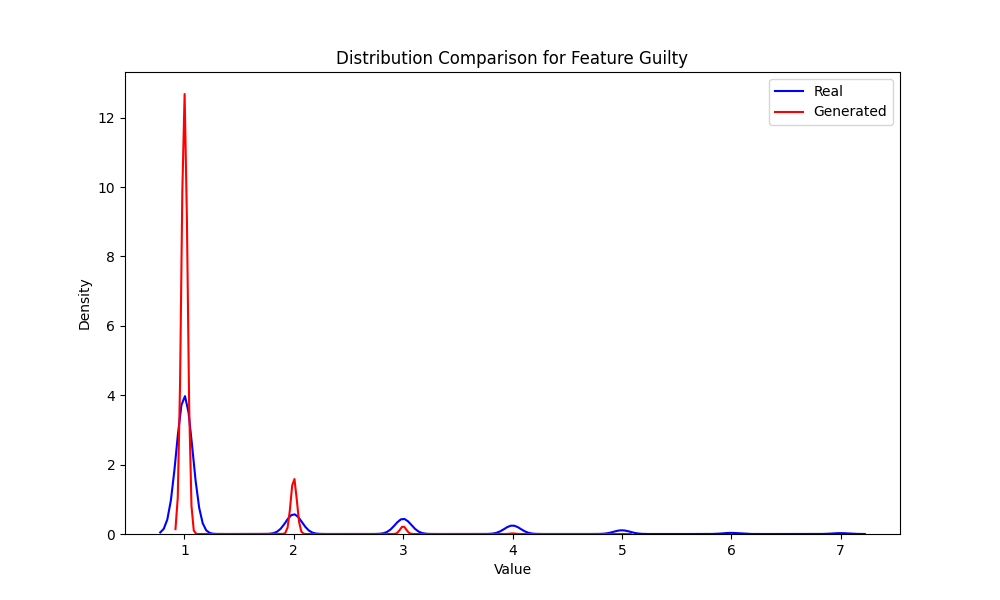 Distribution Comparison for Feature Guilty
Real
Generated
Density
12
10
8
6
4
2
0
1 2 3 4 5 6 7
Value